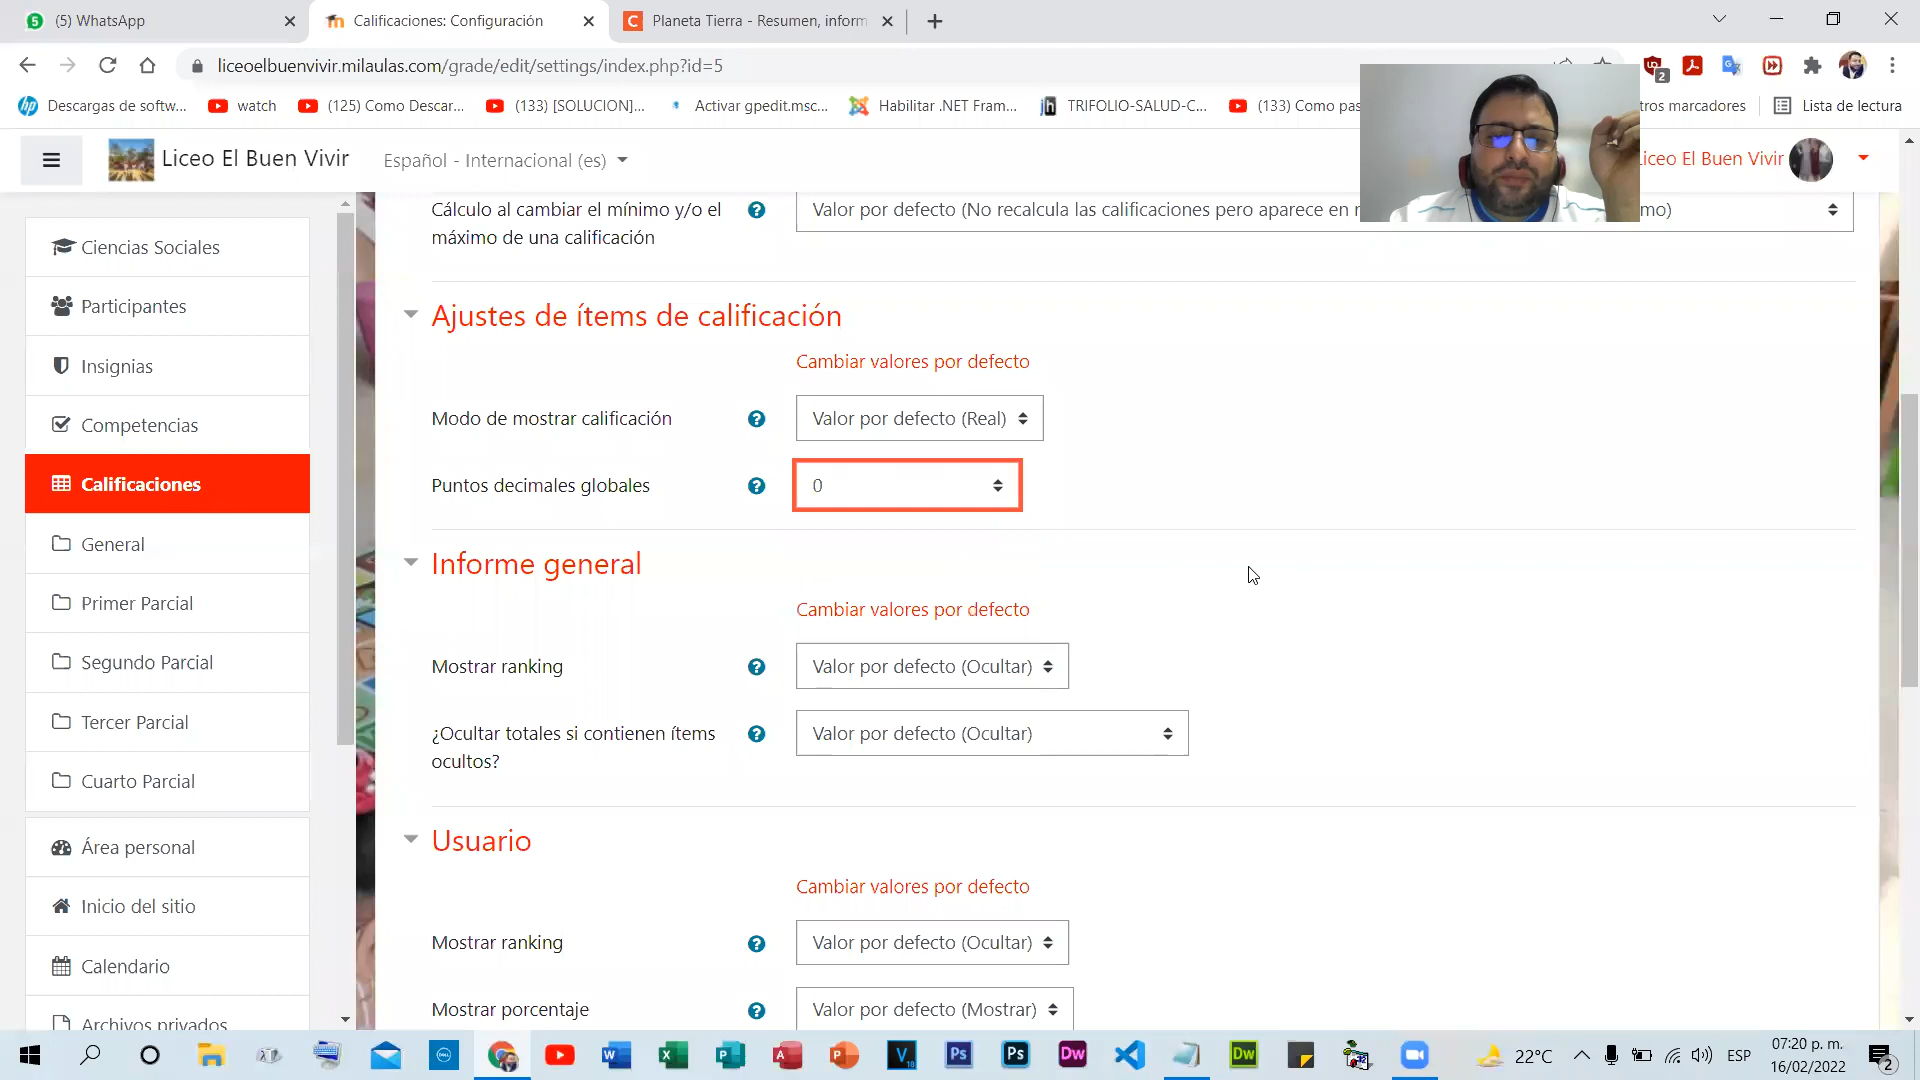 (5) WhatsApp
Calificaciones: Configuración
Planeta Tierra - Resumen, inform
liceoelbuenvivir.milaulas.com/grade/edit/settings/index.php?id=5
2
Descargas de softw...
watch
(125) Como Descar...
(133) [SOLUCION]...
Activar gpedit.msc...
Habilitar .NET Fram...
TRIFOLIO-SALUD-C...
(133) Como pas
tros marcadores
Lista de lectura
Liceo El Buen Vivir
Español - Internacional (es)
iceo El Buen Vivir
Ciencias Sociales
Participantes
Insignias
Competencias
Calificaciones
General
Primer Parcial
Segundo Parcial
Tercer Parcial
Cuarto Parcial
Área personal
Inicio del sitio
Calendario
Archivos privados
Cálculo al cambiar el mínimo y/o el
máximo de una calificación
Valor por defecto (No recalcula las calificaciones pero aparece en
mo)
Ajustes de ítems de calificación
Cambiar valores por defecto
Modo de mostrar calificación
Valor por defecto (Real)
Puntos decimales globales
0
Informe general
Cambiar valores por defecto
Mostrar ranking
Valor por defecto (Ocultar)
¿Ocultar totales si contienen ítems
ocultos?
Valor por defecto (Ocultar)
Usuario
Cambiar valores por defecto
Mostrar ranking
Valor por defecto (Ocultar)
Mostrar porcentaje
Valor por defecto (Mostrar)
22°C
ESP
07:20 p. m.
16/02/2022
2